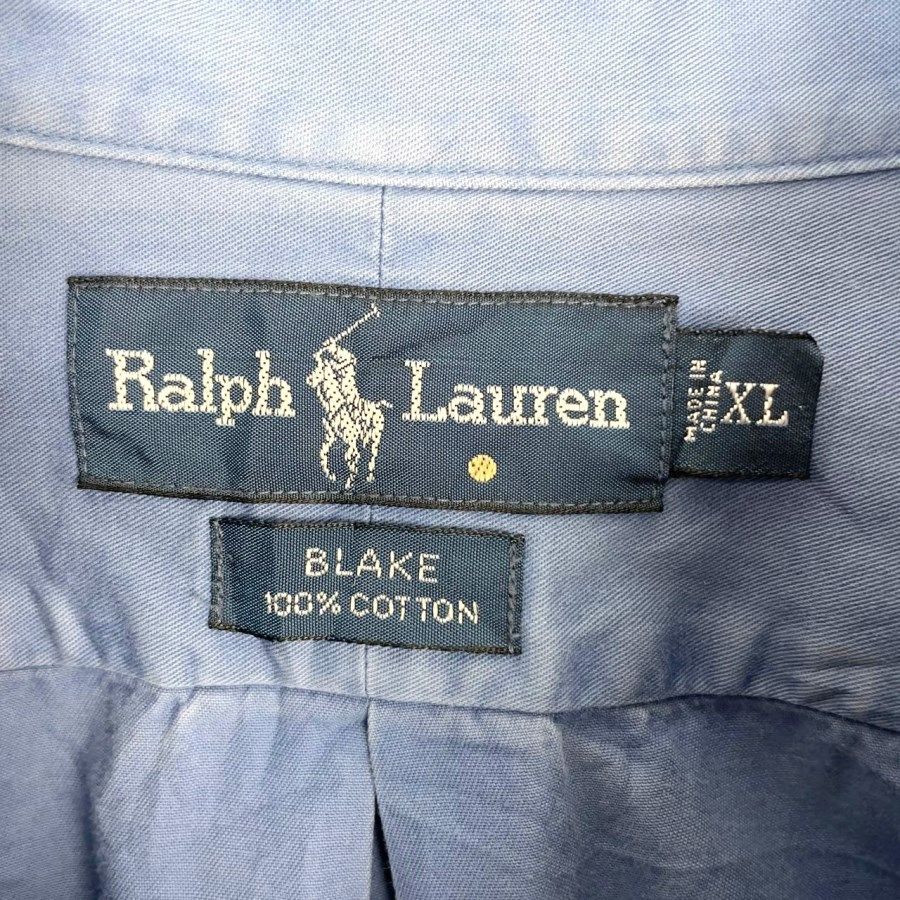 Ralph Lauren
MADE IN
CHINA
XL
BLAKE
100% COTTON